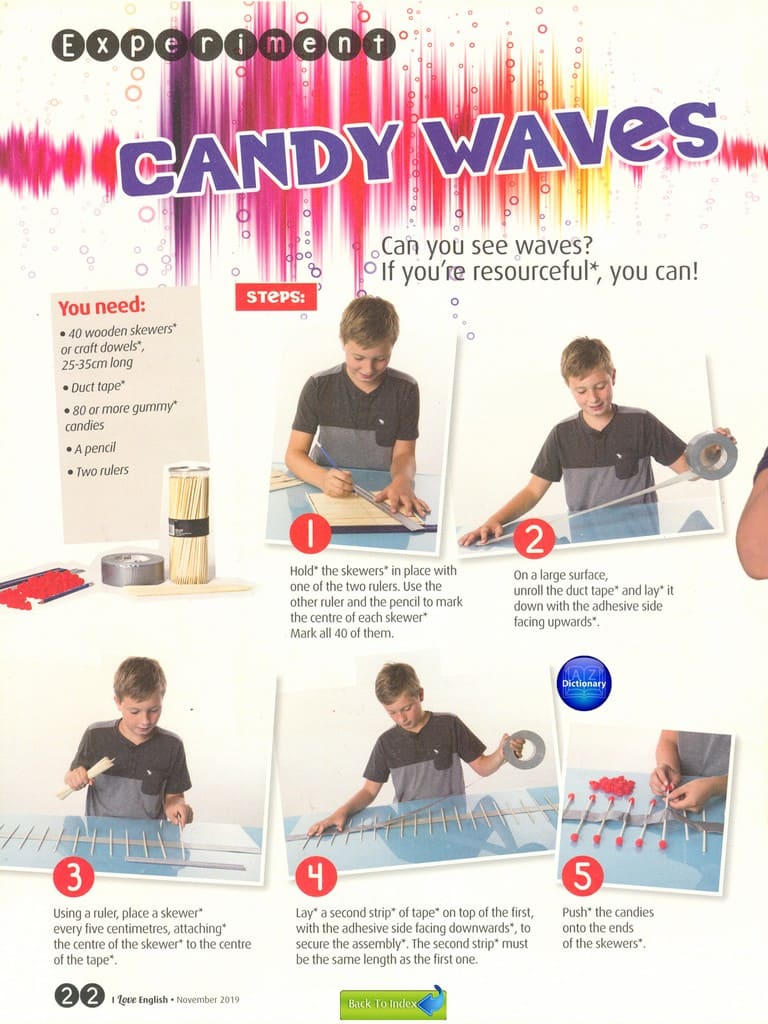 Experiment
CANDY WAVES
Can you see waves?
If you're resourceful*, you can!
You need:
• 40 wooden skewers*
or craft dowels*,
25-35cm long
• Duct tape*
• 80 or more gummy*
candies
• A pencil
• Two rulers
STEPS:
1
Hold* the skewers* in place with
one of the two rulers. Use the
other ruler and the pencil to mark
the centre of each skewer*
Mark all 40 of them.
2
On a large surface,
unroll the duct tape* and lay* it
down with the adhesive side
facing upwards*.
A Z
Dictionary
3
Using a ruler, place a skewer*
every five centimetres, attaching*
the centre of the skewer* to the centre
of the tape*.
4
Lay* a second strip* of tape* on top of the first,
with the adhesive side facing downwards*, to
secure the assembly*. The second strip* must
be the same length as the first one.
5
Push* the candies
onto the ends
of the skewers*.
22 I Love English • November 2019
Back To Index